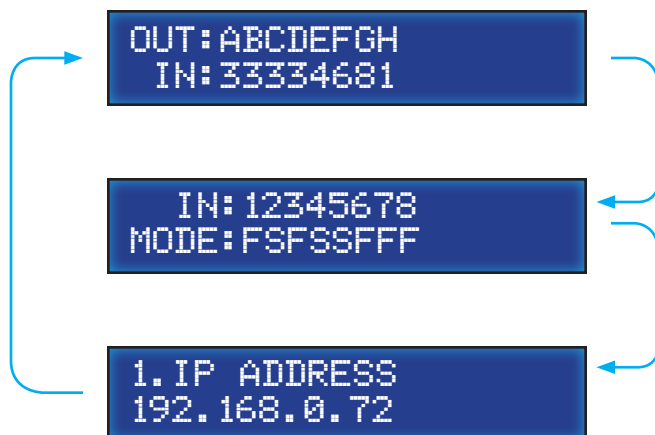 OUT:ABCDEFGH
IN:33334681
IN:12345678
MODE:FSFSSFFF
1.IP ADDRESS
192.168.0.72